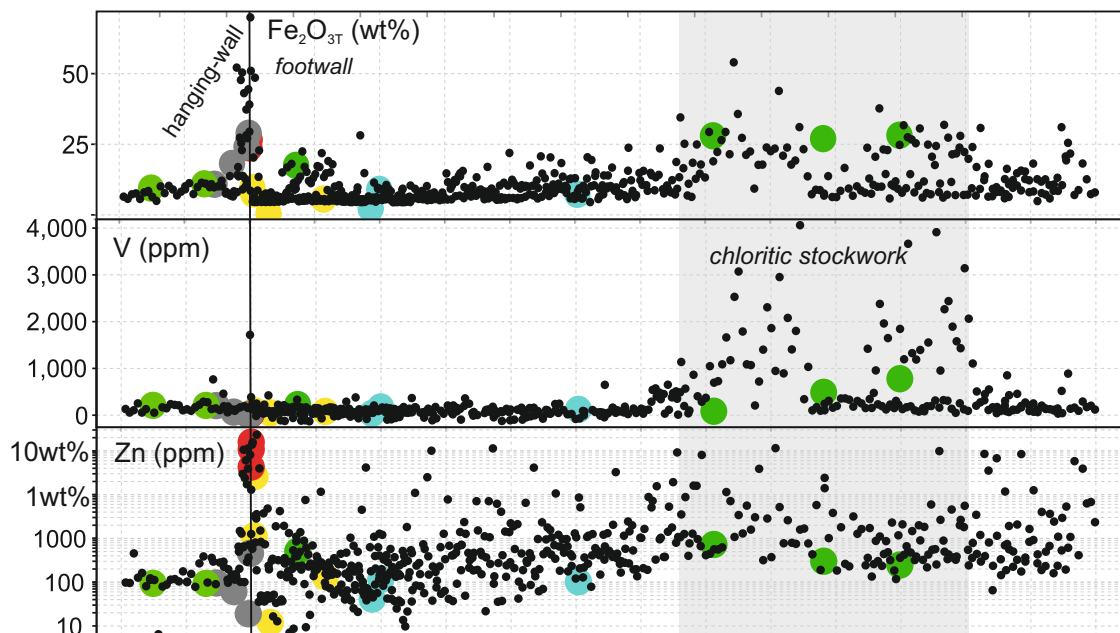 Fe₂O₃T (wt%)
hanging-wall
footwall
50
25
V (ppm)
chloritic stockwork
4,000
3,000
2,000
1,000
0
Zn (ppm)
10wt%
1wt%
1000
100
10